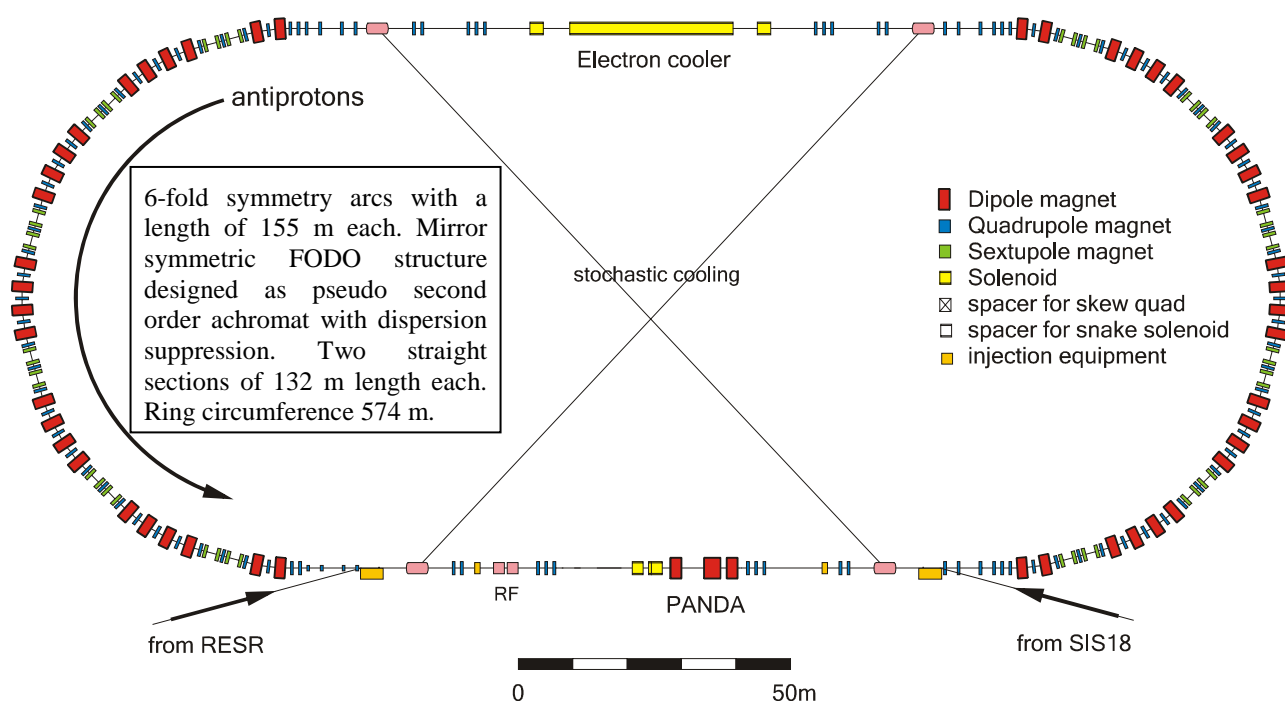 Electron cooler
antiprotons
6-fold symmetry arcs with a
length of 155 m each. Mirror
symmetric FODO structure
designed as pseudo second
order achromat with dispersion
suppression. Two straight
sections of 132 m length each.
Ring circumference 574 m.
stochastic cooling
Dipole magnet
Quadrupole magnet
Sextupole magnet
Solenoid
spacer for skew quad
spacer for snake solenoid
injection equipment
RF
PANDA
from RESR
from SIS18
0
50m